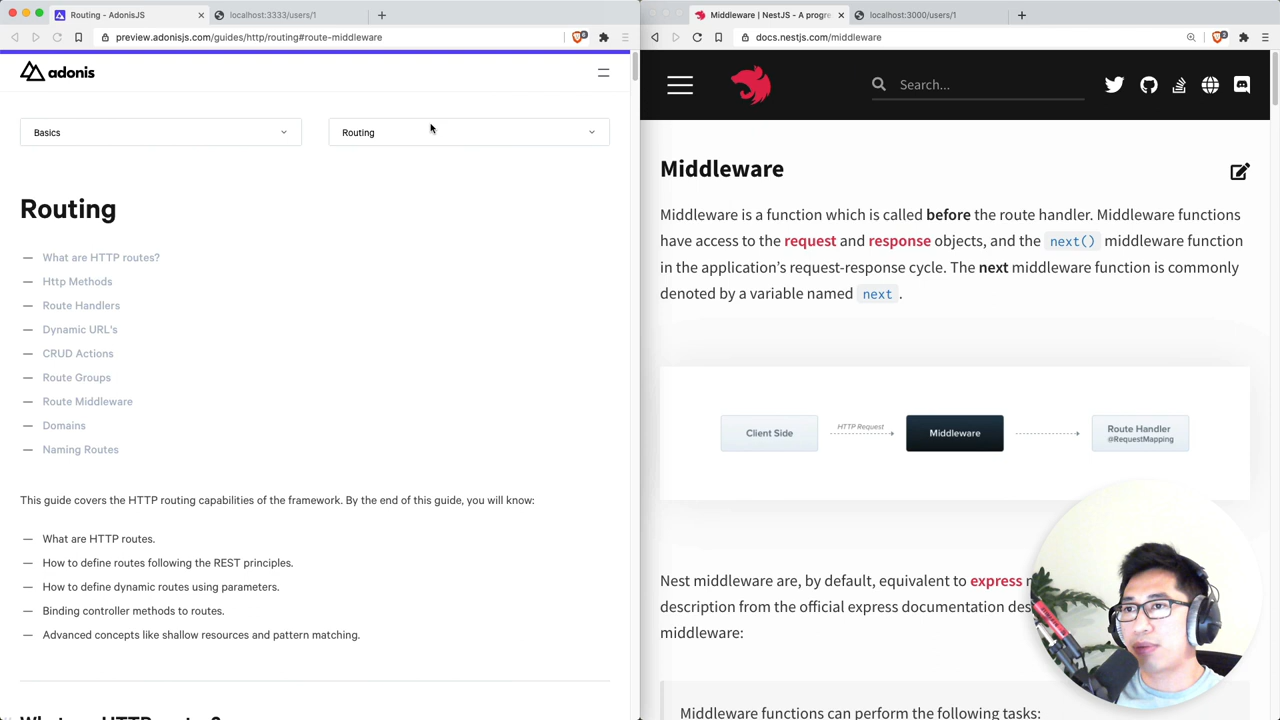 Routing - AdonisJS
localhost:3333/users/1
preview.adonisjs.com/guides/http/routing#route-middleware
adonis
Basics
Routing
Routing
What are HTTP routes?
Http Methods
Route Handlers
Dynamic URL's
CRUD Actions
Route Groups
Route Middleware
Domains
Naming Routes
This guide covers the HTTP routing capabilities of the framework. By the end of this guide, you will know:
What are HTTP routes.
How to define routes following the REST principles.
How to define dynamic routes using parameters.
Binding controller methods to routes.
Advanced concepts like shallow resources and pattern matching.
Middleware | NestJS - A progre
localhost:3000/users/1
docs.nestjs.com/middleware
Search...
Middleware
Middleware is a function which is called before the route handler. Middleware functions
have access to the request and response objects, and the next() middleware function
in the application's request-response cycle. The next middleware function is commonly
denoted by a variable named next .
Client Side
HTTP Request
Middleware
Route Handler
@RequestMapping
Nest middleware are, by default, equivalent to express
description from the official express documentation
middleware:
Middleware functions can perform the following tasks: